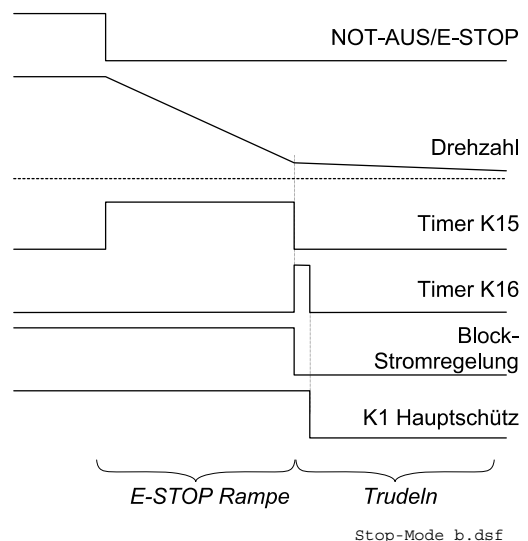 NOT-AUS/E-STOP
Drehzahl
Timer K15
Timer K16
Block-
Stromregelung
K1 Hauptschütz
E-STOP Rampe
Trudeln
Stop-Mode b.dsf